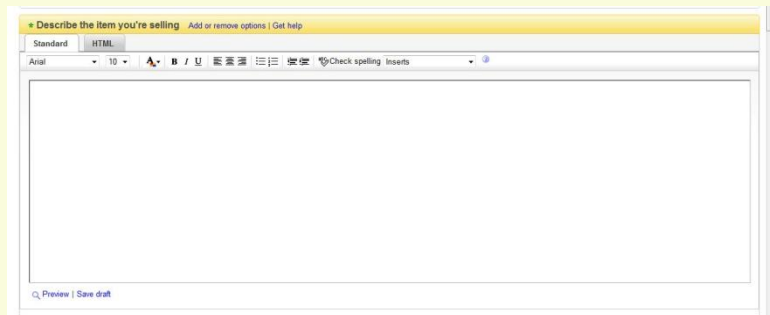 * Describe the item you're selling Add or remove options | Get help
Standard HTML
Arial 10 A B I U Check spelling Inserts
Preview | Save draft